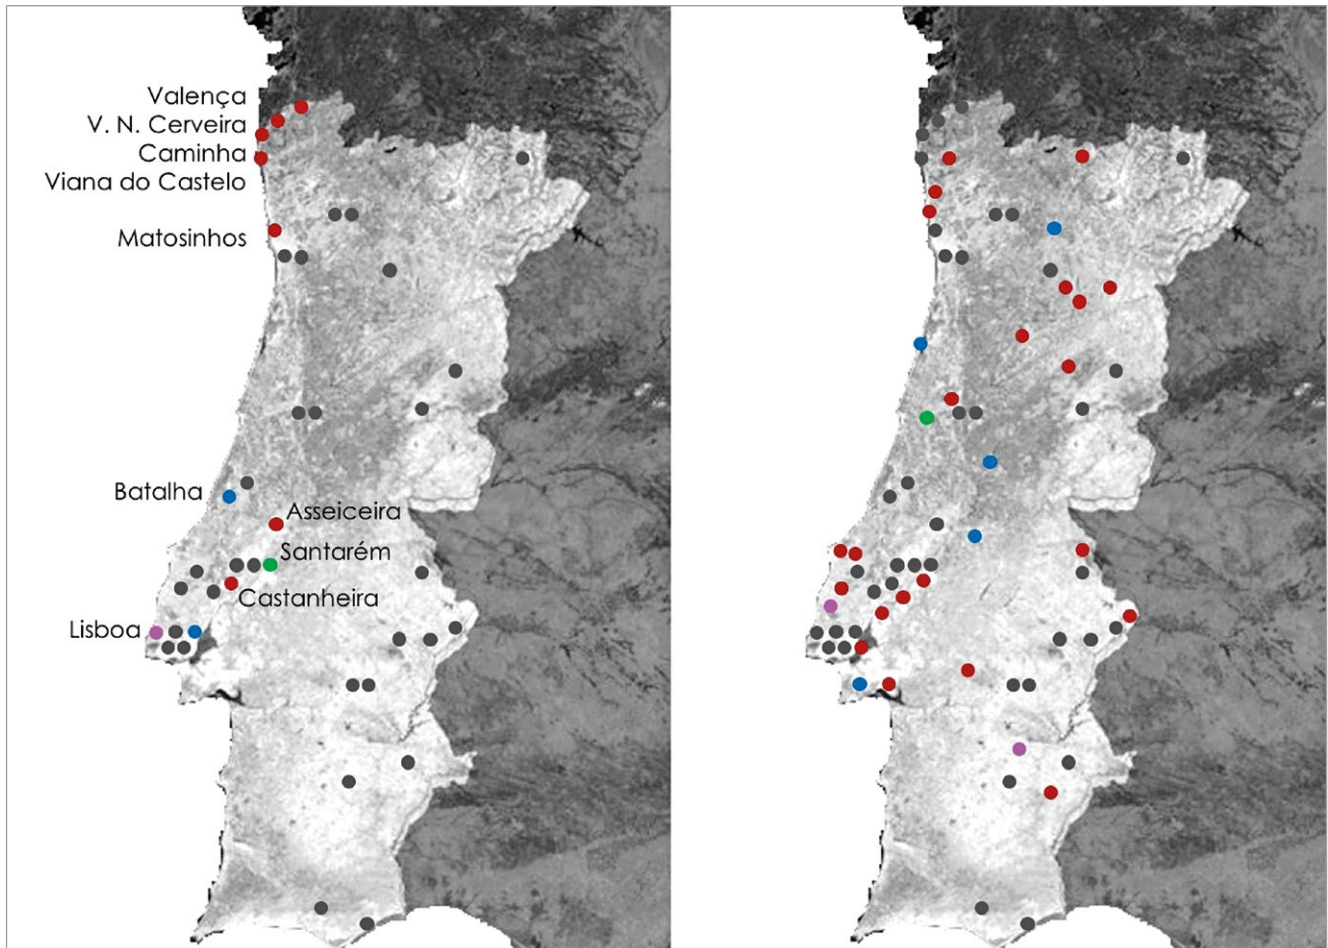 Valença
V. N. Cerveira
Caminha
Viana do Castelo
Matosinhos
Batalha
Asseiceira
Santarém
Castanheira
Lisboa